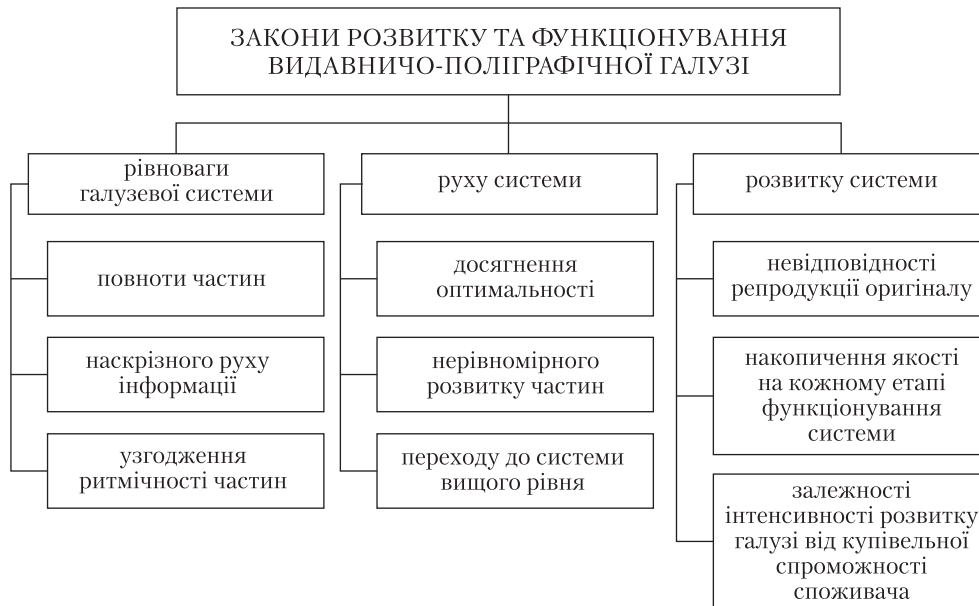 ЗАКОНИ РОЗВИТКУ ТА ФУНКЦІОНУВАННЯ
ВИДАВНИЧО-ПОЛІГРАФІЧНОЇ ГАЛУЗІ
рівноваги
галузевої системи
повноти частин
наскрізного руху
інформації
узгодження
ритмічності частин
руху системи
досягнення
оптимальності
нерівномірного
розвитку частин
переходу до системи
вищого рівня
розвитку системи
невідповідності
репродукції оригіналу
накопичення якості
на кожному етапі
функціонування
системи
залежності
інтенсивності розвитку
галузі від купівельної
спроможності
споживача